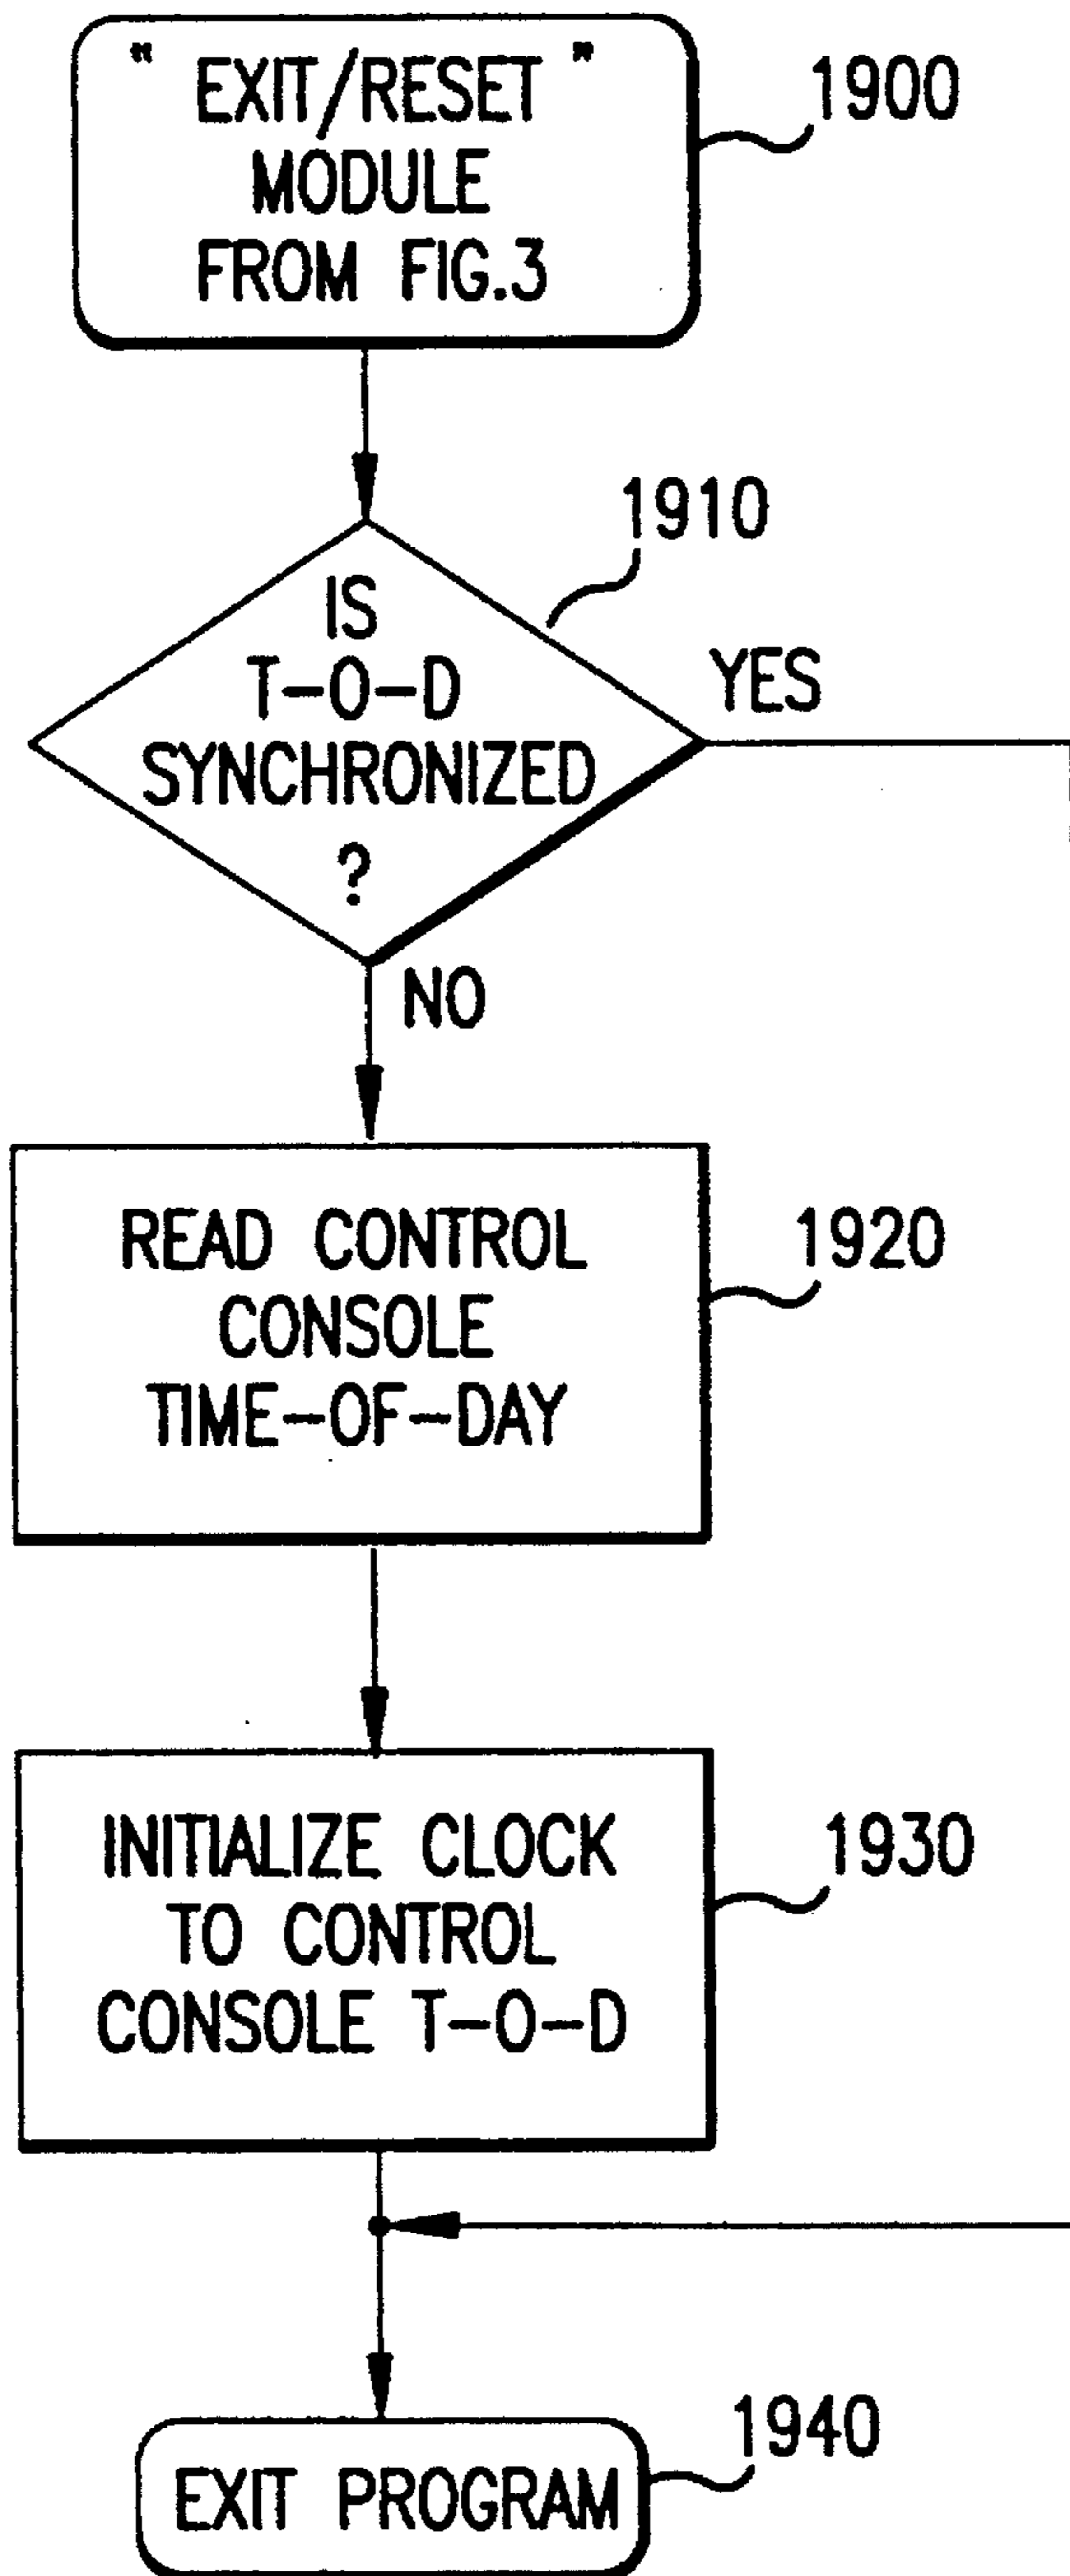 " EXIT/RESET "
MODULE
FROM FIG.3
1900
1910
IS
T-O-D
SYNCHRONIZED
?
YES
NO
READ CONTROL
CONSOLE
TIME-OF-DAY
1920
INITIALIZE CLOCK
TO CONTROL
CONSOLE T-O-D
1930
1940
EXIT PROGRAM